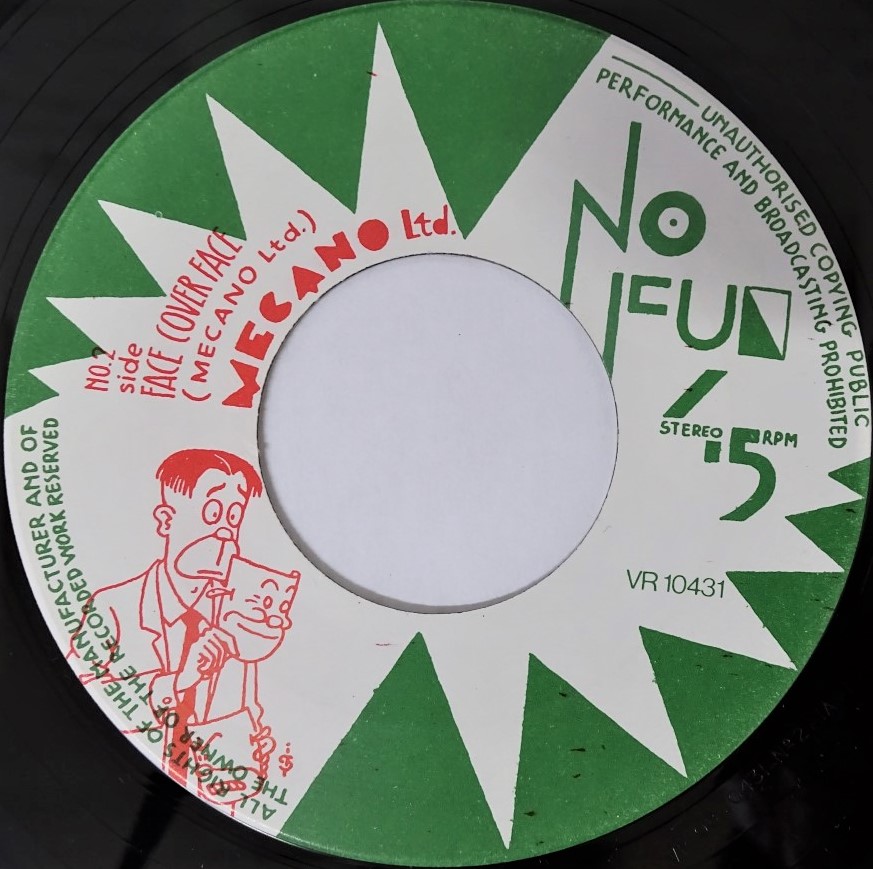 UNAUTHORISED COPYING PUBLIC
PERFORMANCE AND BROADCASTING PROHIBITED
NO
FUN
STEREO 45 RPM
VR 10431
NO.2
side
FACE COVER FACE
(MECANO Ltd.)
MECANO Ltd.
ALL RIGHTS OF THE MANUFACTURER AND OF
THE OWNER OF THE RECORDED WORK RESERVED